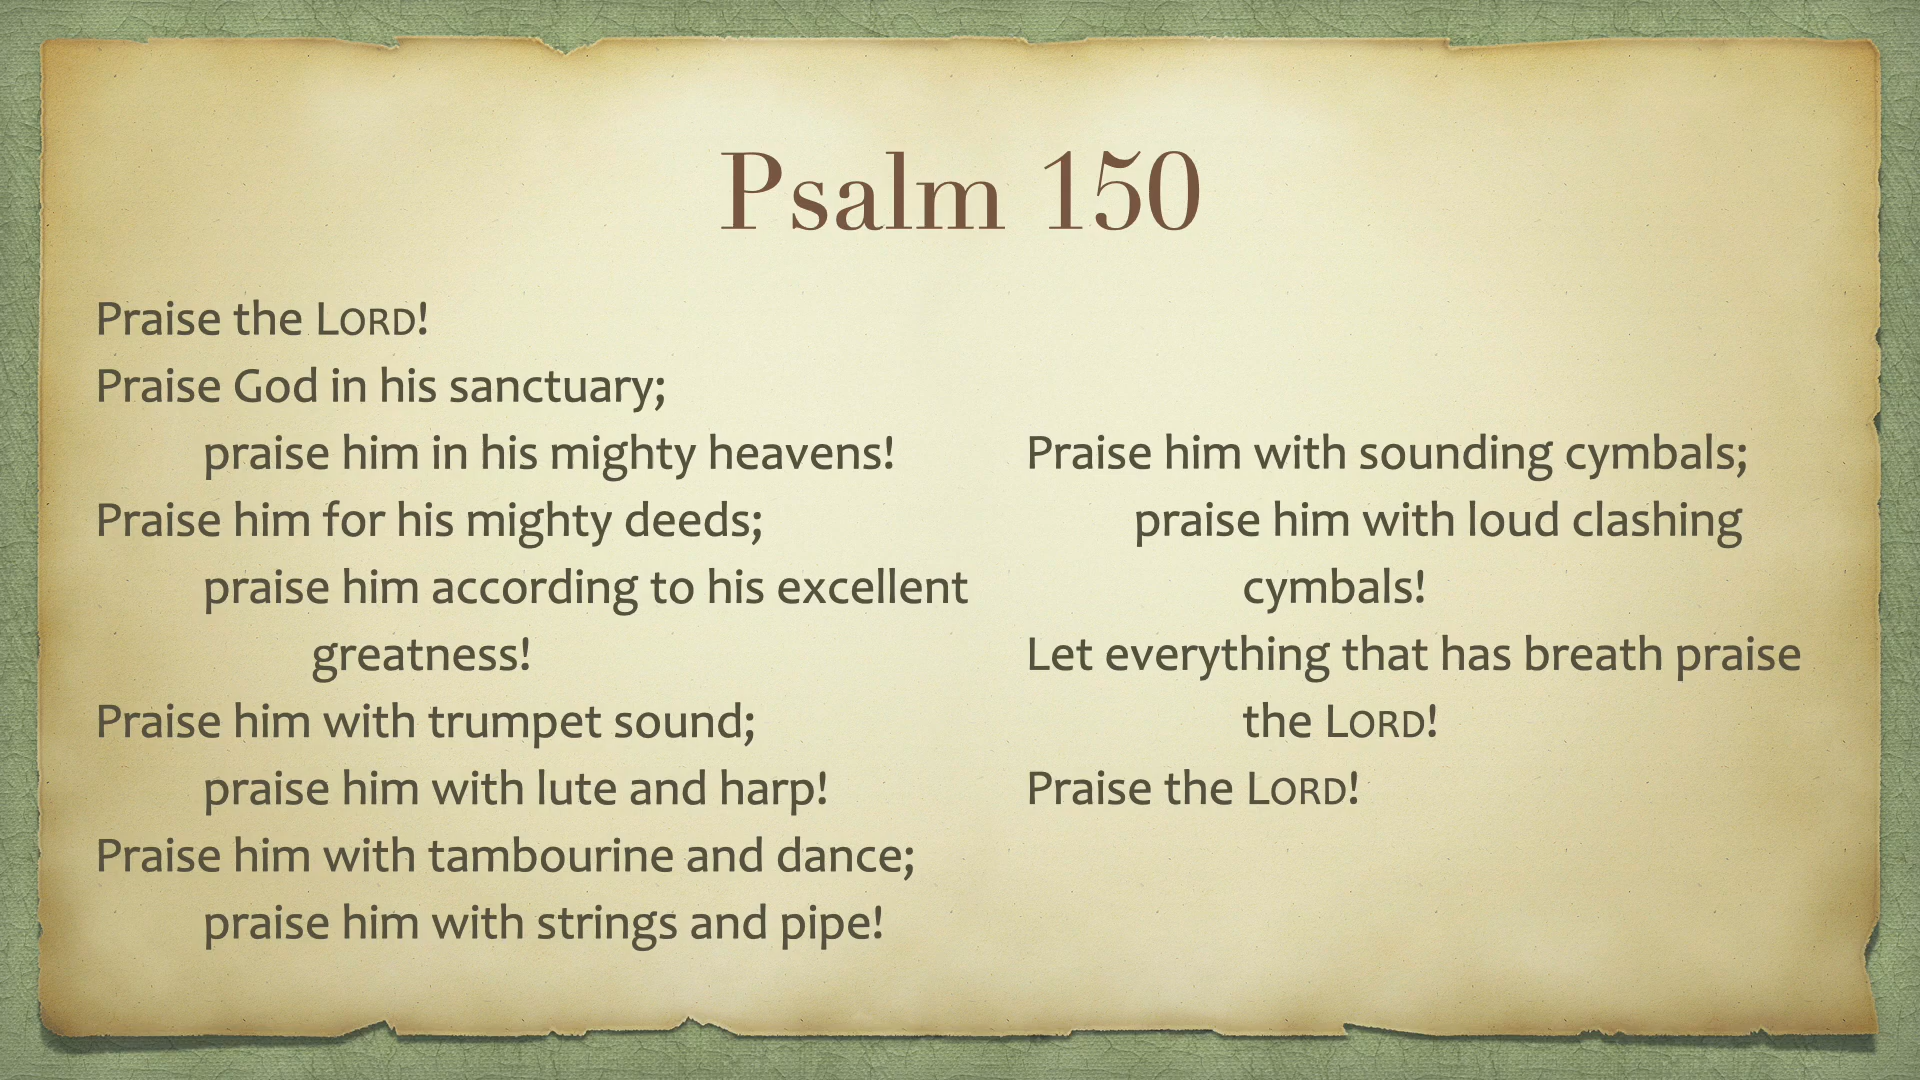 Psalm 150
Praise the LORD!
Praise God in his sanctuary;
praise him in his mighty heavens!
Praise him for his mighty deeds;
praise him according to his excellent
greatness!
Praise him with trumpet sound;
praise him with lute and harp!
Praise him with tambourine and dance;
praise him with strings and pipe!
Praise him with sounding cymbals;
praise him with loud clashing
cymbals!
Let everything that has breath praise
the LORD!
Praise the LORD!